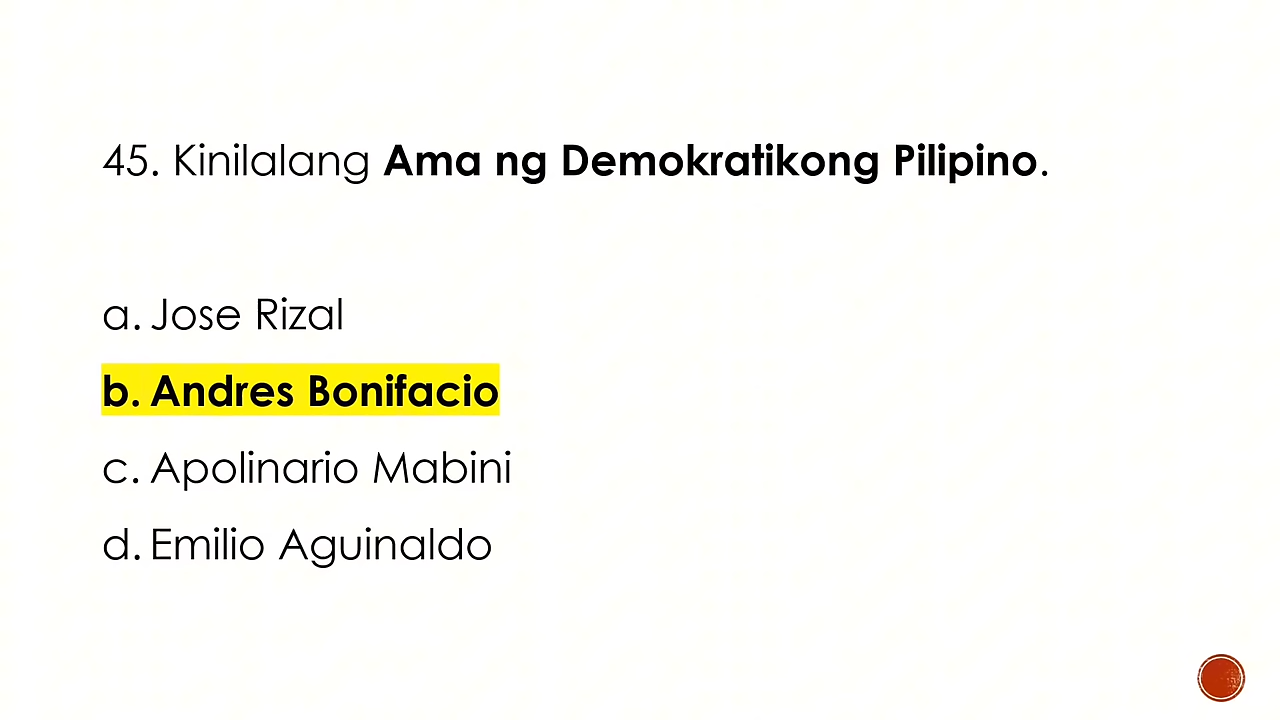 45. Kinilalang Ama ng Demokratikong Pilipino.
a. Jose Rizal
b. Andres Bonifacio
c. Apolinario Mabini
d. Emilio Aguinaldo